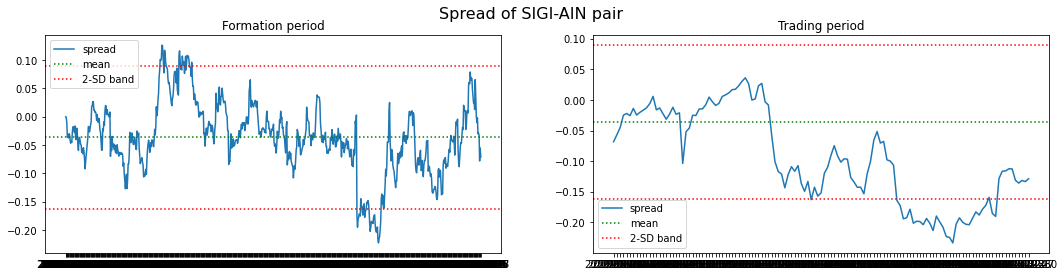 Spread of SIGI-AIN pair
Formation period
0.10
0.05
0.00
−0.05
−0.10
−0.15
−0.20
spread
mean
2-SD band
Trading period
0.10
0.05
0.00
−0.05
−0.10
−0.15
−0.20
spread
mean
2-SD band